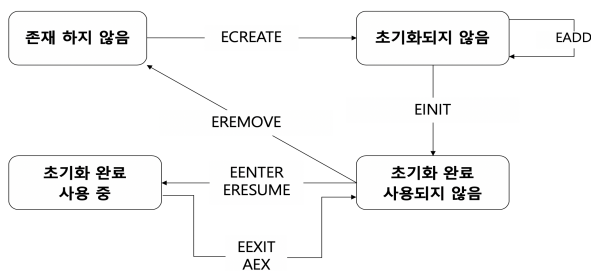 존재 하지 않음
ECREATE
초기화되지 않음
EADD
EINIT
EREMOVE
초기화 완료
사용 중
EENTER
ERESUME
초기화 완료
사용되지 않음
EEXIT
AEX